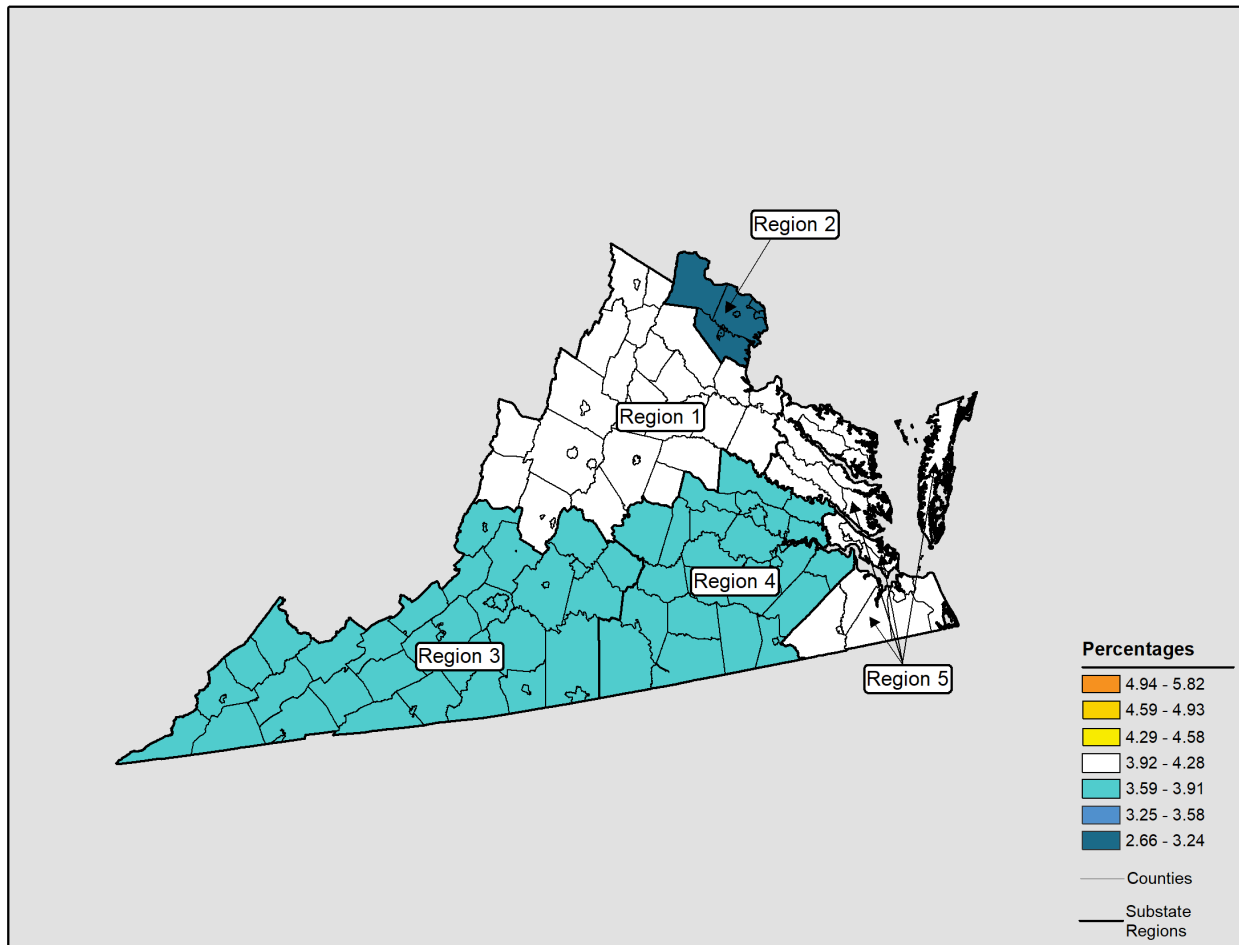 Region 2
Region 1
Region 4
Region 3
Region 5
Percentages
4.94 - 5.82
4.59 - 4.93
4.29 - 4.58
3.92 - 4.28
3.59 - 3.91
3.25 - 3.58
2.66 - 3.24
Counties
Substate
Regions